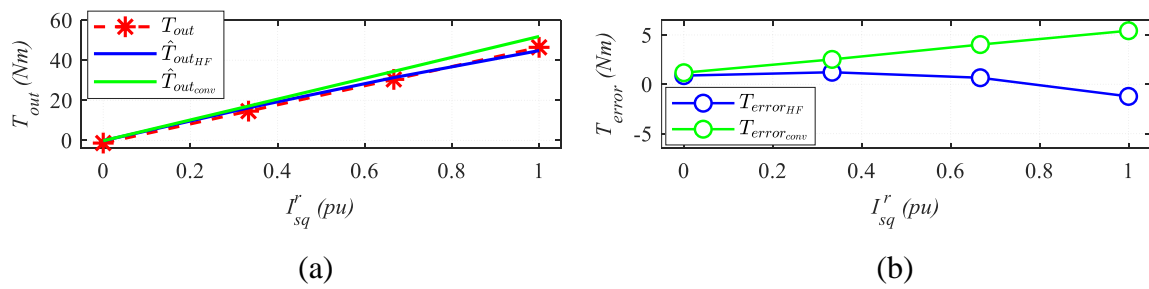 60
40
20
0
T_out (Nm)
T_out
T̂_out_HF
T̂_out_conv
0 0.2 0.4 0.6 0.8 1
I^r_sq (pu)
(a)
5
0
-5
T_error (Nm)
T_error_HF
T_error_conv
0 0.2 0.4 0.6 0.8 1
I^r_sq (pu)
(b)